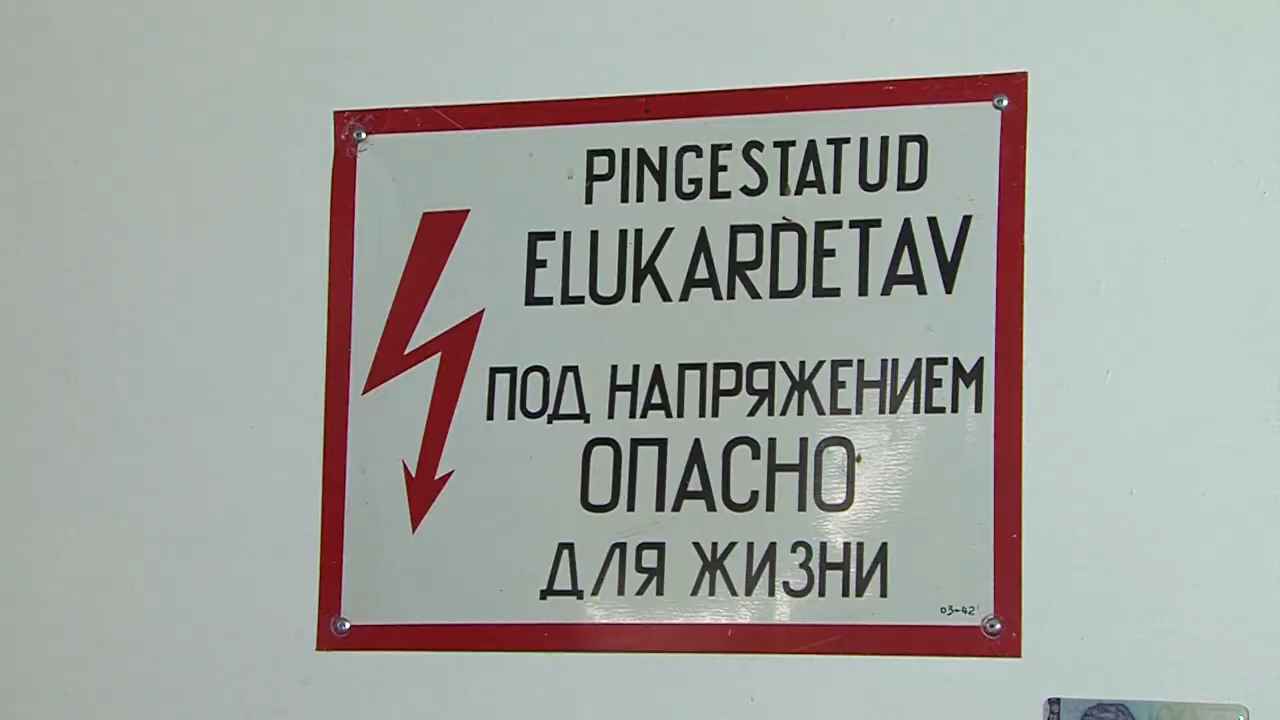 PINGESTATUD
ELUKARDETAV
ПОД НАПРЯЖЕНИЕМ
ОПАСНО
ДЛЯ ЖИЗНИ
03-42